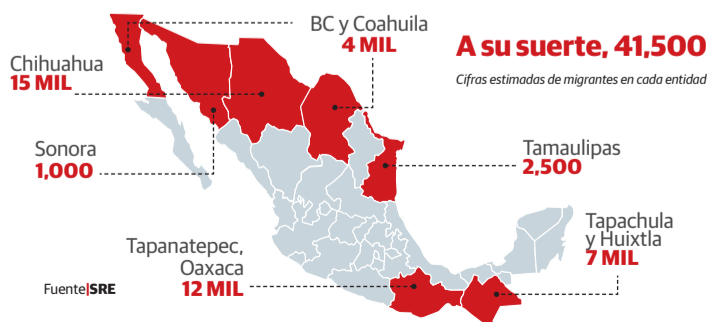 BC y Coahuila
4 MIL
A su suerte, 41,500
Cifras estimadas de migrantes en cada entidad
Chihuahua
15 MIL
Sonora
1,000
Tamaulipas
2,500
Tapachula
y Huixtla
7 MIL
Tapanatepec,
Oaxaca
12 MIL
Fuente|SRE